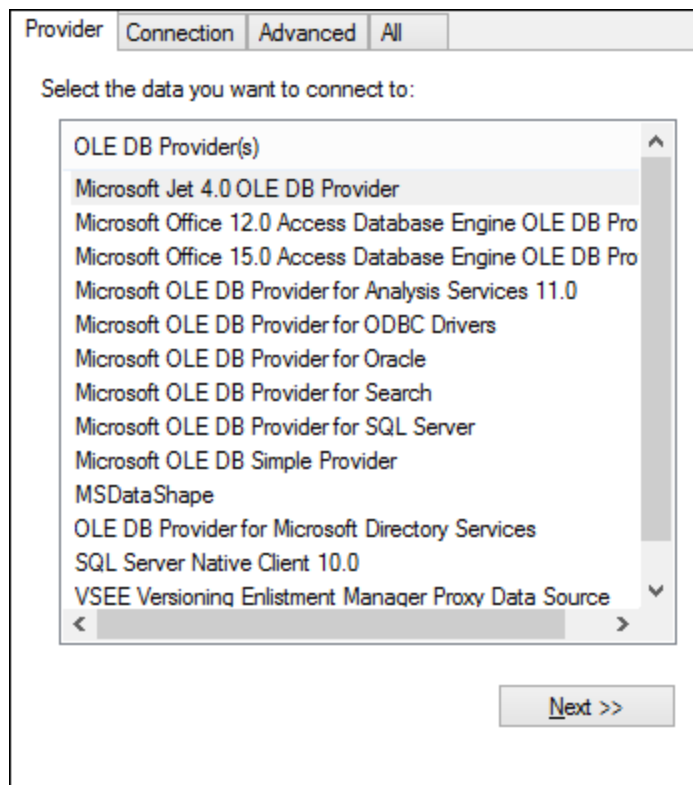 Provider Connection Advanced All
Select the data you want to connect to:
OLE DB Provider(s)
Microsoft Jet 4.0 OLE DB Provider
Microsoft Office 12.0 Access Database Engine OLE DB Pro
Microsoft Office 15.0 Access Database Engine OLE DB Pro
Microsoft OLE DB Provider for Analysis Services 11.0
Microsoft OLE DB Provider for ODBC Drivers
Microsoft OLE DB Provider for Oracle
Microsoft OLE DB Provider for Search
Microsoft OLE DB Provider for SQL Server
Microsoft OLE DB Simple Provider
MSDataShape
OLE DB Provider for Microsoft Directory Services
SQL Server Native Client 10.0
VSEE Versioning Enlistment Manager Proxy Data Source
Next >>